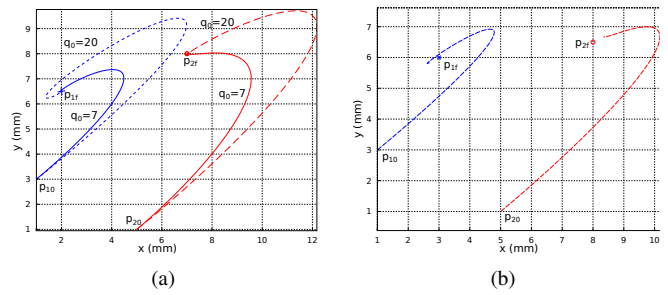 9
8
7
6
5
4
3
2
1
y (mm)
q₀=20
q₀=20
p₂f
p₁f
q₀=7
q₀=7
p₁₀
p₂₀
2 4 6 8 10 12
x (mm)
(a)
7
6
5
4
3
2
1
y (mm)
p₂f
p₁f
p₁₀
p₂₀
1 2 3 4 5 6 7 8 9 10
x (mm)
(b)